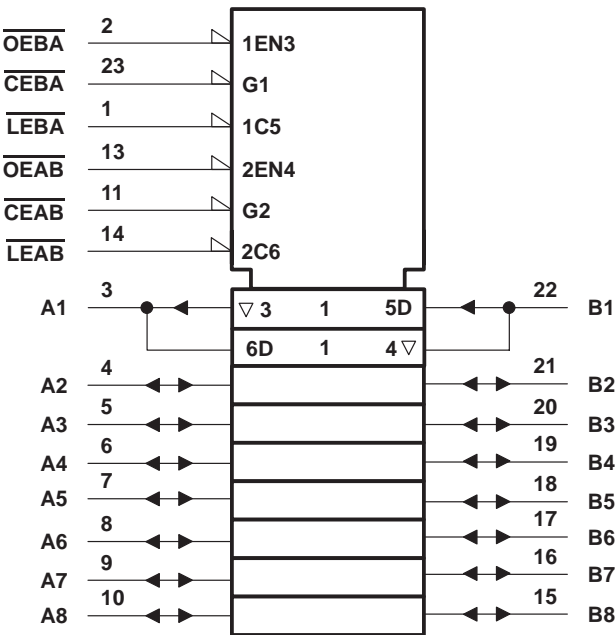 OEBA 2 1EN3
CEBA 23 G1
LEBA 1 1C5
OEAB 13 2EN4
CEAB 11 G2
LEAB 14 2C6
A1 3 ▽ 3 1 5D 22 B1
6D 1 4 ▽
A2 4 21 B2
A3 5 20 B3
A4 6 19 B4
A5 7 18 B5
A6 8 17 B6
A7 9 16 B7
A8 10 15 B8